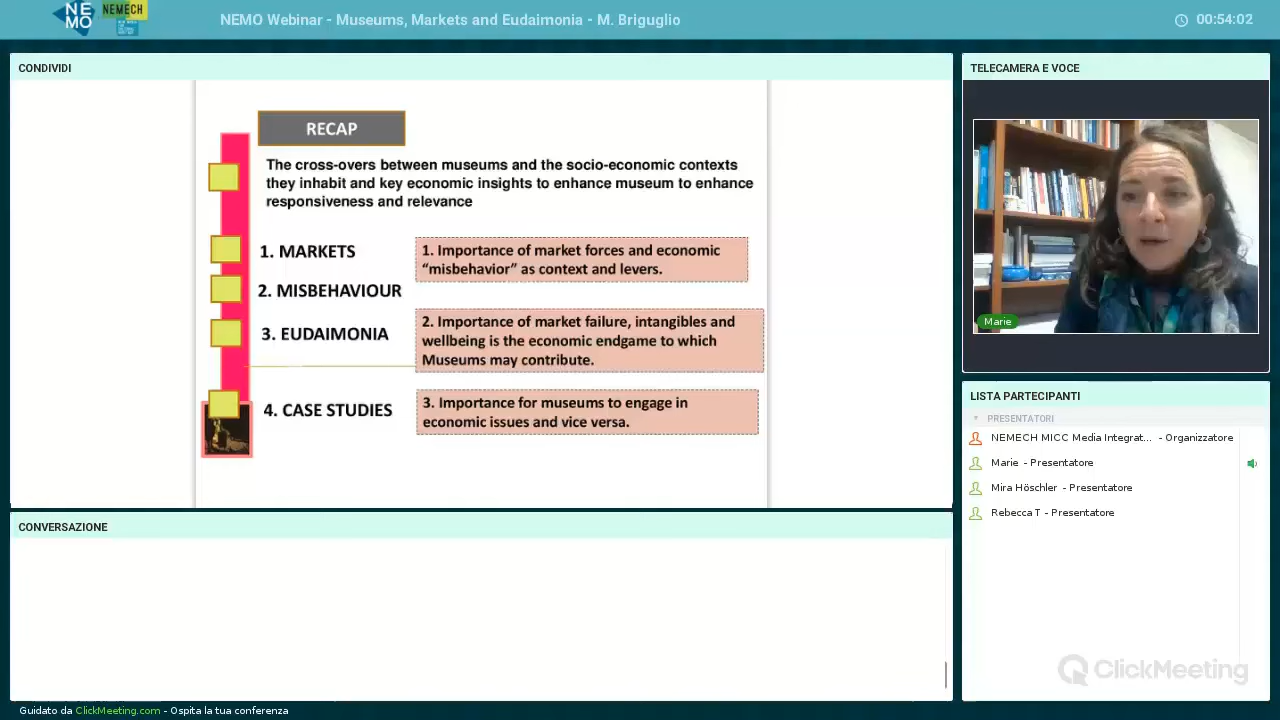 NE
MO
NEMECH
NEMO Webinar - Museums, Markets and Eudaimonia - M. Briguglio
00:54:02
CONDIVIDI
RECAP
The cross-overs between museums and the socio-economic contexts
they inhabit and key economic insights to enhance museum to enhance
responsiveness and relevance
1. MARKETS
1. Importance of market forces and economic
“misbehavior” as context and levers.
2. MISBEHAVIOUR
3. EUDAIMONIA
2. Importance of market failure, intangibles and
wellbeing is the economic endgame to which
Museums may contribute.
4. CASE STUDIES
3. Importance for museums to engage in
economic issues and vice versa.
TELECAMERA E VOCE
Marie
LISTA PARTECIPANTI
PRESENTATORI
NEMECH MICC Media Integrat... - Organizzatore
Marie - Presentatore
Mira Höschler - Presentatore
Rebecca T - Presentatore
CONVERSAZIONE
ClickMeeting
Guidato da ClickMeeting.com - Ospita la tua conferenza